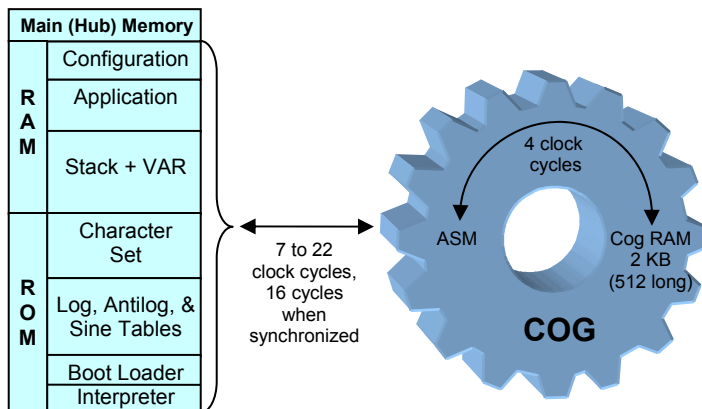 Main (Hub) Memory
R
A
M
Configuration
Application
Stack + VAR
R
O
M
Character
Set
Log, Antilog, &
Sine Tables
Boot Loader
Interpreter
7 to 22
clock cycles,
16 cycles
when
synchronized
4 clock
cycles
ASM
Cog RAM
2 KB
(512 long)
COG